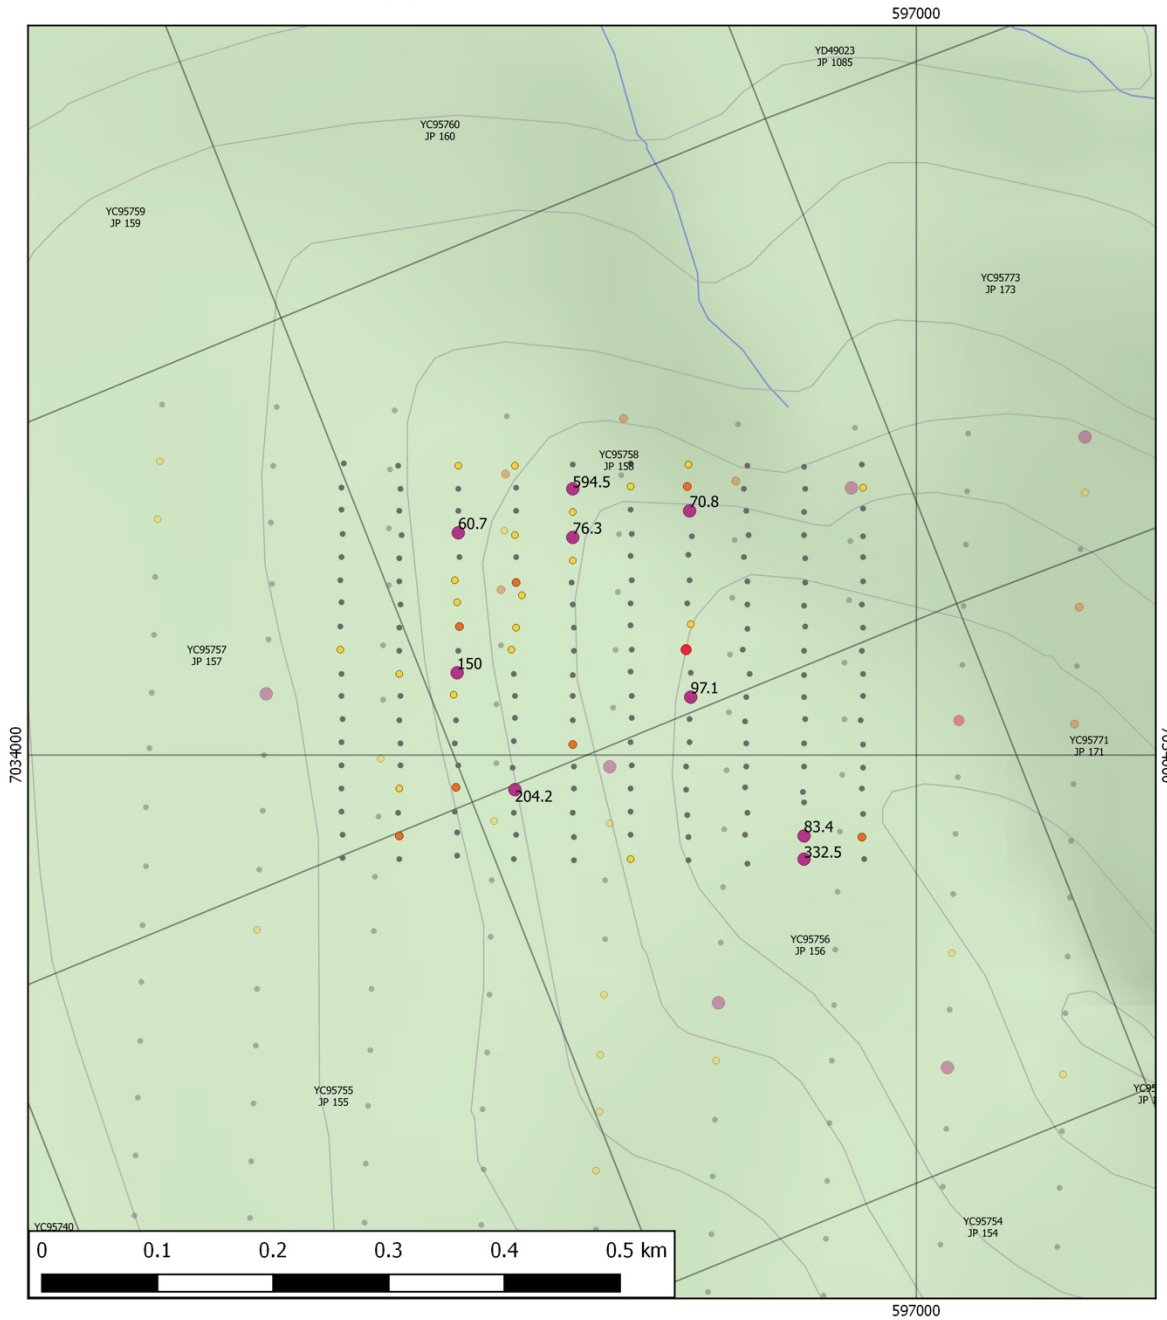 597000
YD49023
JP 1085
YC95760
JP 160
YC95759
JP 159
YC95773
JP 173
YC95758
JP 158
594.5
70.8
60.7
76.3
YC95757
JP 157
150
97.1
7034000
YC95771
JP 171
204.2
83.4
332.5
YC95756
JP 156
YC95755
JP 155
YC95754
JP 154
YC95740
0 0.1 0.2 0.3 0.4 0.5 km
597000